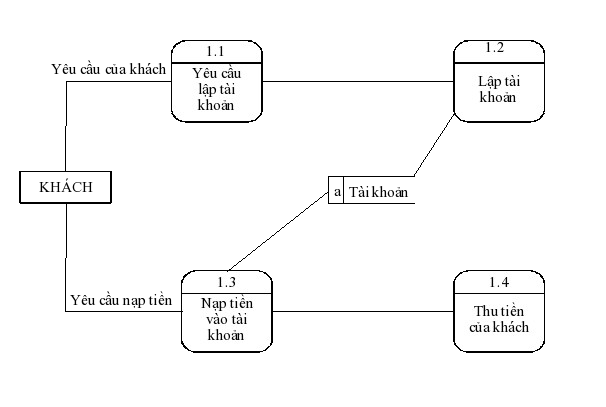 1.1
1.2
Yêu cầu của khách
Yêu cầu
lập tài
khoản
Lập tài
khoản
KHÁCH
a Tài khoản
1.3
1.4
Yêu cầu nạp tiền
Nạp tiền
vào tài
khoản
Thu tiền
của khách